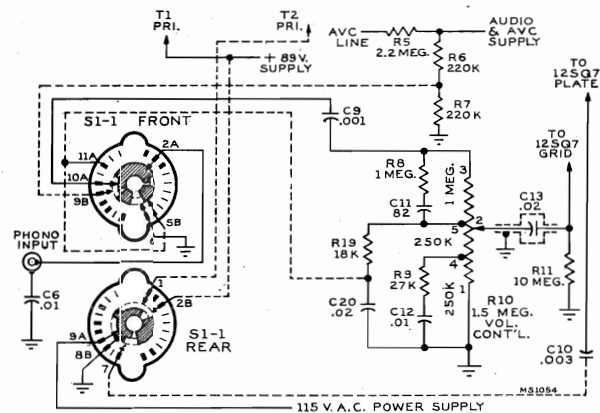 T1
PRI.
T2
PRI.
+ 89 V.
SUPPLY
AVC
LINE
R5
2.2 MEG.
AUDIO
& AVC
SUPPLY
R6
220K
R7
220K
TO
12SQ7
PLATE
S1-1 FRONT
2A
11A
10A
9B
5B
6
C9
.001
R8
1 MEG.
C11
82
1 MEG.
3
2
5
250K
4
250K
1
TO
12SQ7
GRID
C13
.02
R11
10 MEG.
PHONO
INPUT
C6
.01
R19
18K
C20
.02
R9
27K
C12
.01
R10
1.5 MEG.
VOL.
CONT'L.
C10
.003
1
2B
9A
8B
7
S1-1
REAR
MS1054
115 V. A.C. POWER SUPPLY